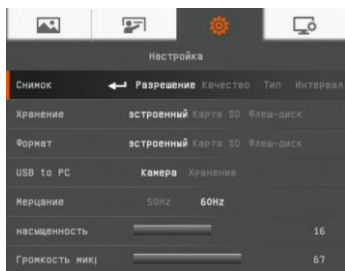 Настройка
Снимок Разрешение Качество Тип Интервал
Хранение встроенный Карта SD Флеш-диск
Формат встроенный Карта SD Флеш-диск
USB to PC Камера Хранение
Мерцание 50Hz 60Hz
насыщенность 16
Громкость мик 67